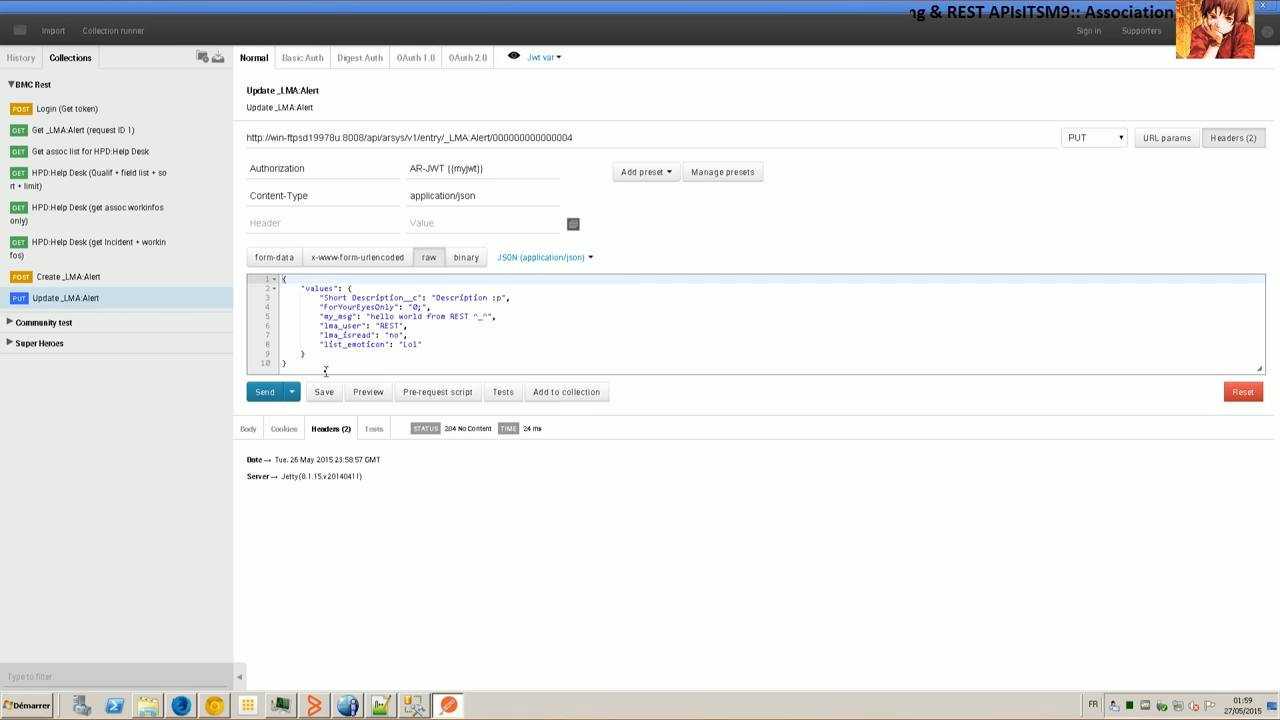 g & REST APIsITSM9:: Association
Import Collection runner Sign in Supporters
History Collections
Normal Basic Auth Digest Auth OAuth 1.0 OAuth 2.0 Jwt var
BMC Rest
POST Login (Get token)
GET Get _LMA:Alert (request ID 1)
GET Get assoc list for HPD:Help Desk
GET HPD:Help Desk (Qualif + field list + so
rt + limit)
GET HPD:Help Desk (get assoc workinfos
only)
GET HPD:Help Desk (get Incident + workin
fos)
POST Create _LMA:Alert
PUT Update _LMA:Alert
Community test
Super Heroes
Type to filter
Update _LMA:Alert
Update _LMA:Alert
http://win-ftpsd19978u:8008/api/arsys/v1/entry/_LMA:Alert/000000000000004 PUT URL params Headers (2)
Authorization AR-JWT {{myjwt}} Add preset Manage presets
Content-Type application/json
Header Value
form-data x-www-form-urlencoded raw binary JSON (application/json)
1 {
2 "values": {
3 "Short Description__c": "Description :p",
4 "ForYourEyesOnly": "0;",
5 "my_msg": "hello world from REST ^_^",
6 "lma_user": "REST",
7 "lma_isread": "no",
8 "list_emoticon": "Lol"
9 }
10 }
Send Save Preview Pre-request script Tests Add to collection Reset
Body Cookies Headers (2) Tests STATUS 204 No Content TIME 24 ms
Date → Tue, 26 May 2015 23:58:57 GMT
Server → Jetty(8.1.15.v20140411)
Démarrer FR 01:59
27/05/2015